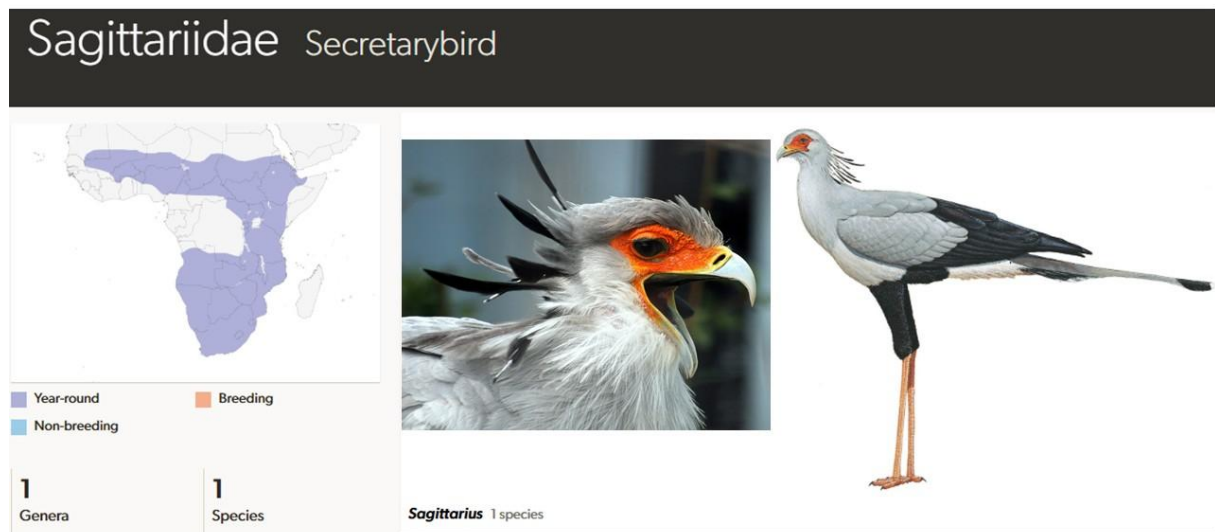 Sagittariidae Secretarybird
Year-round
Breeding
Non-breeding
1
Genera
1
Species
Sagittarius 1 species